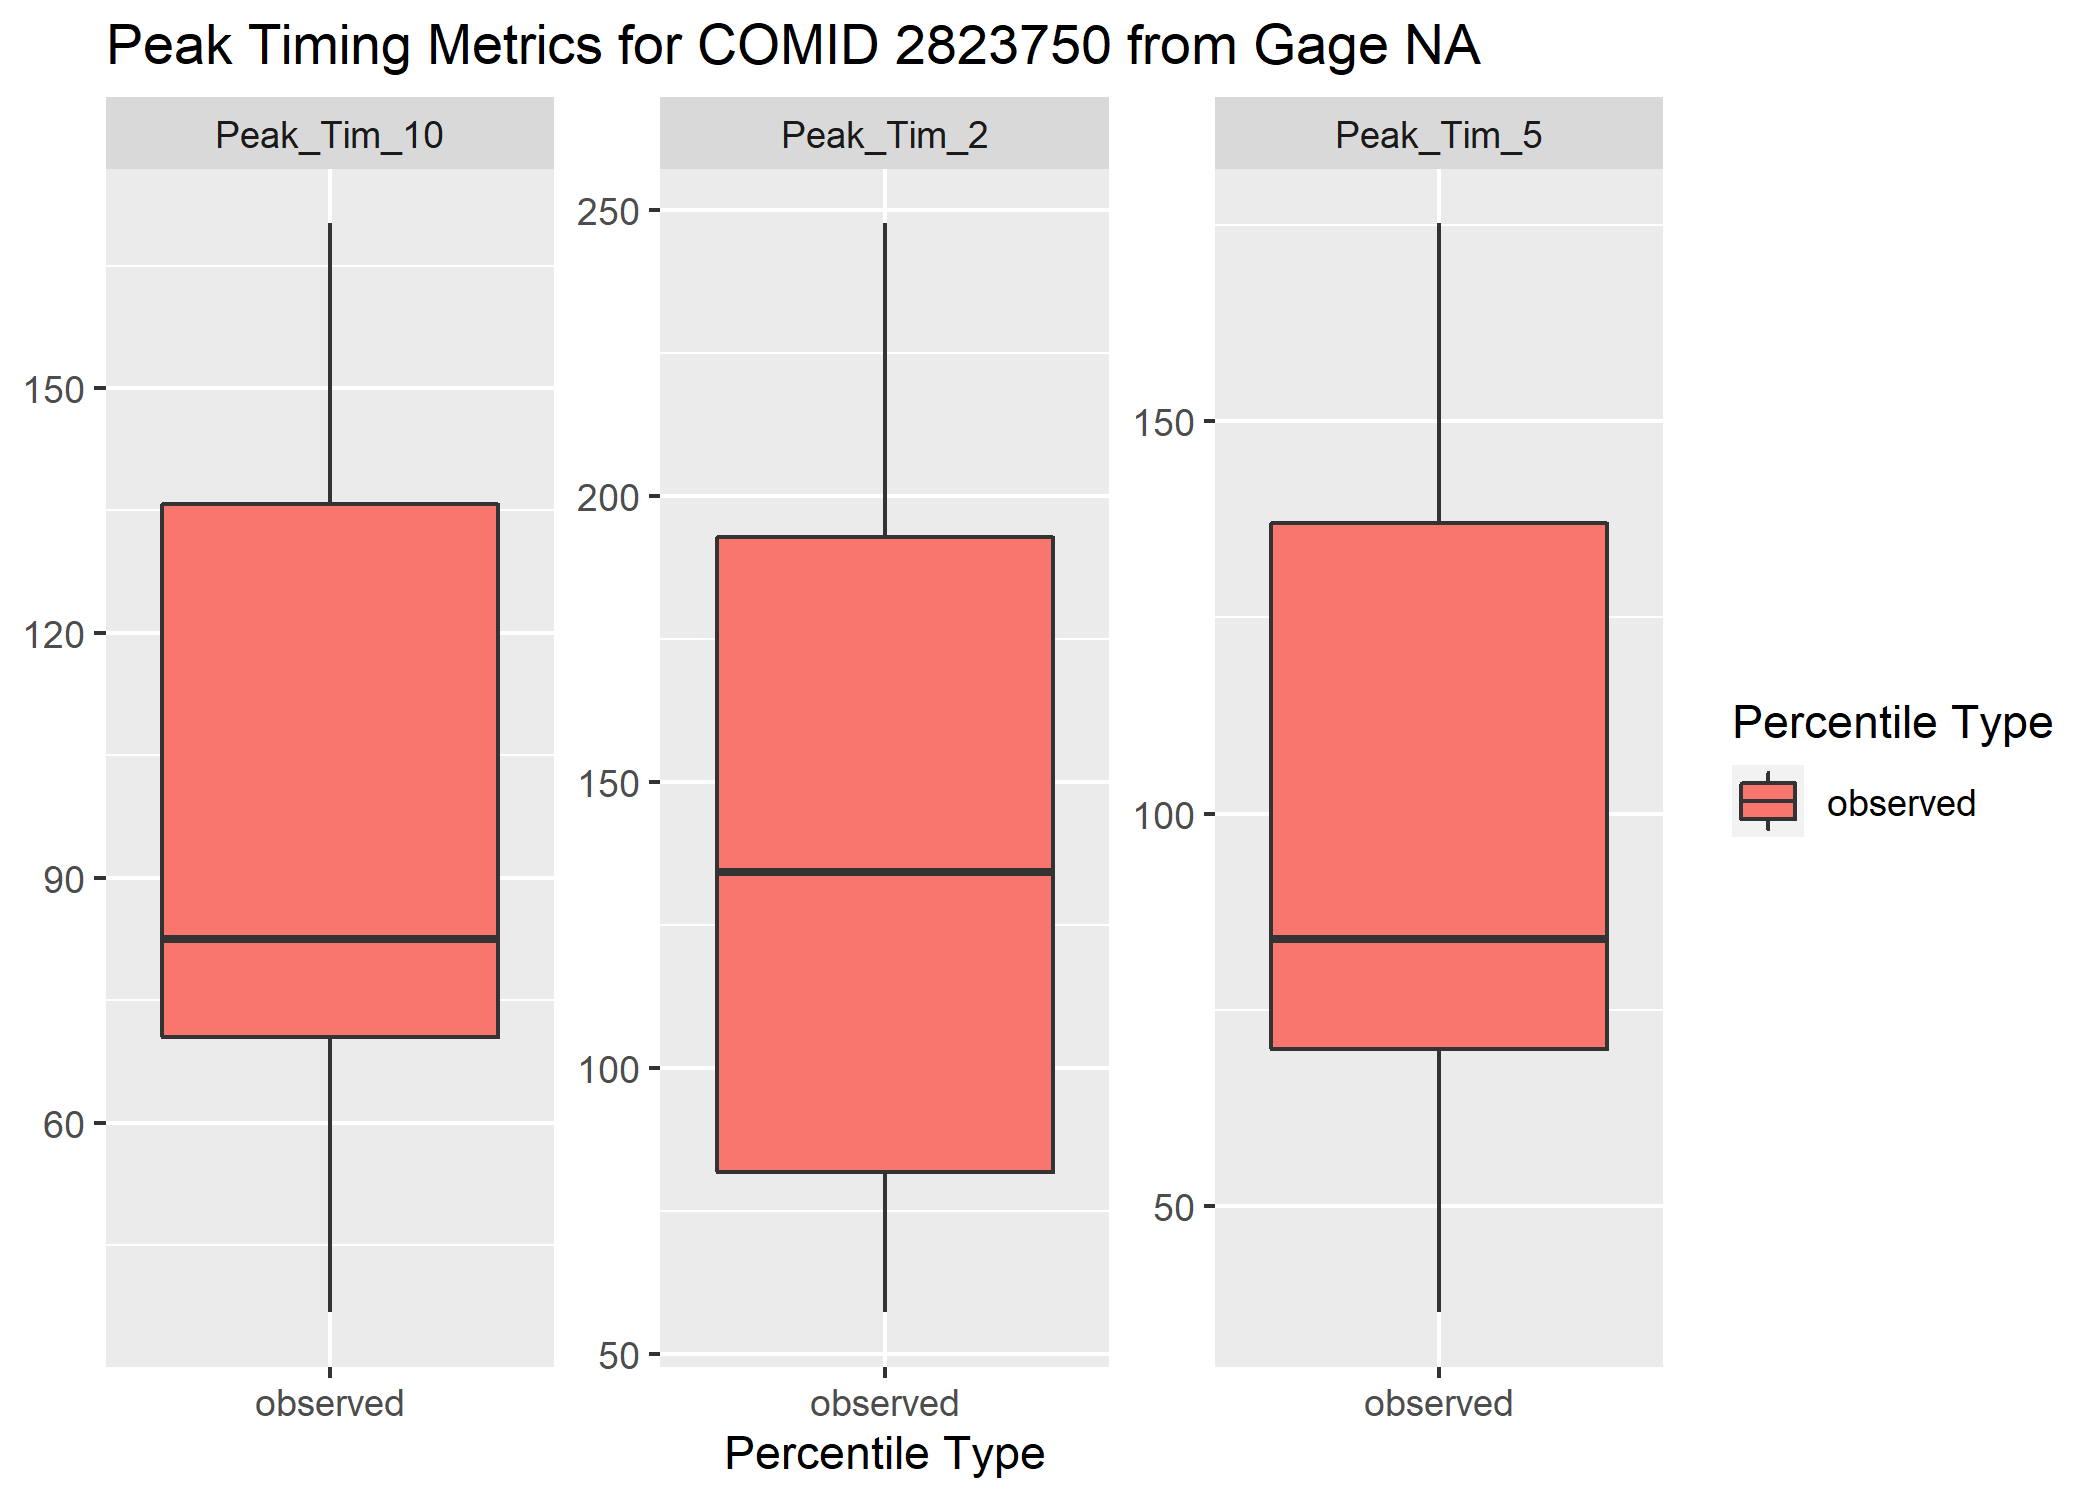 Peak Timing Metrics for COMID 2823750 from Gage NA
Peak_Tim_10
Peak_Tim_2
Peak_Tim_5
150
120
90
60
250
200
150
100
50
150
100
50
observed
observed
observed
Percentile Type
Percentile Type
observed